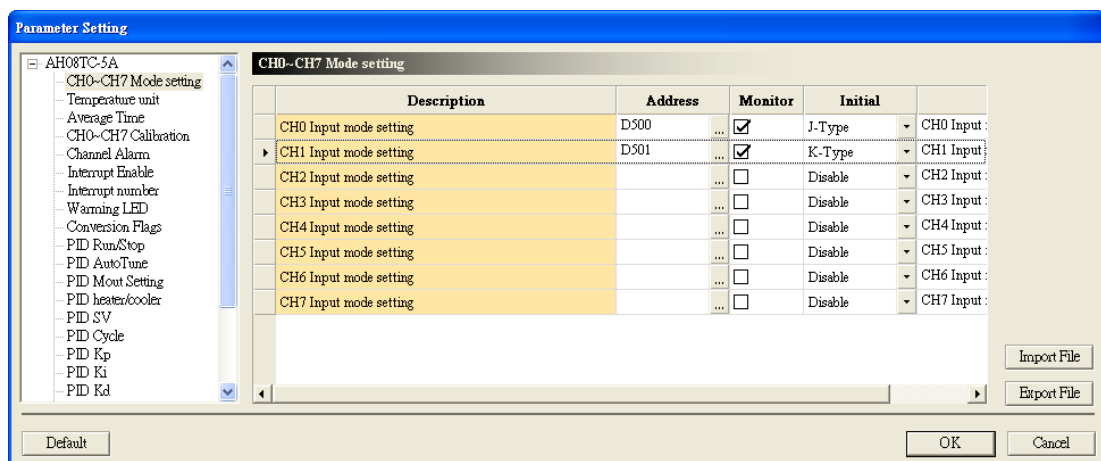 Parameter Setting
AH08TC-5A
CH0~CH7 Mode setting
Temperature unit
Average Time
CH0~CH7 Calibration
Channel Alarm
Interrupt Enable
Interrupt number
Warming LED
Conversion Flags
PID Run/Stop
PID AutoTune
PID Mout Setting
PID heater/cooler
PID SV
PID Cycle
PID Kp
PID Ki
PID Kd
CH0~CH7 Mode setting
Description Address Monitor Initial
CH0 Input mode setting D500 ... J-Type CH0 Input :
CH1 Input mode setting D501 ... K-Type CH1 Input :
CH2 Input mode setting ... Disable CH2 Input :
CH3 Input mode setting ... Disable CH3 Input :
CH4 Input mode setting ... Disable CH4 Input :
CH5 Input mode setting ... Disable CH5 Input :
CH6 Input mode setting ... Disable CH6 Input :
CH7 Input mode setting ... Disable CH7 Input :
Import File
Export File
Default OK Cancel